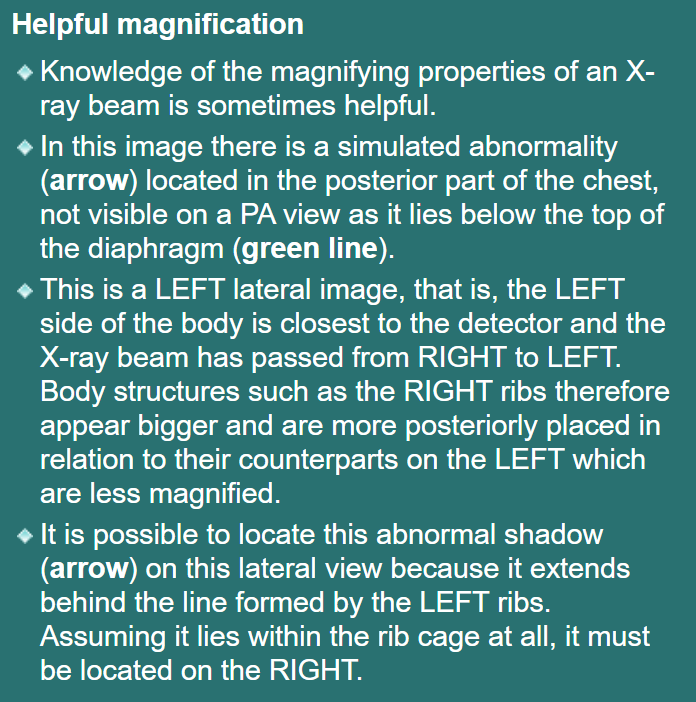 Helpful magnification
Knowledge of the magnifying properties of an X-
ray beam is sometimes helpful.
In this image there is a simulated abnormality
(arrow) located in the posterior part of the chest,
not visible on a PA view as it lies below the top of
the diaphragm (green line).
This is a LEFT lateral image, that is, the LEFT
side of the body is closest to the detector and the
X-ray beam has passed from RIGHT to LEFT.
Body structures such as the RIGHT ribs therefore
appear bigger and are more posteriorly placed in
relation to their counterparts on the LEFT which
are less magnified.
It is possible to locate this abnormal shadow
(arrow) on this lateral view because it extends
behind the line formed by the LEFT ribs.
Assuming it lies within the rib cage at all, it must
be located on the RIGHT.